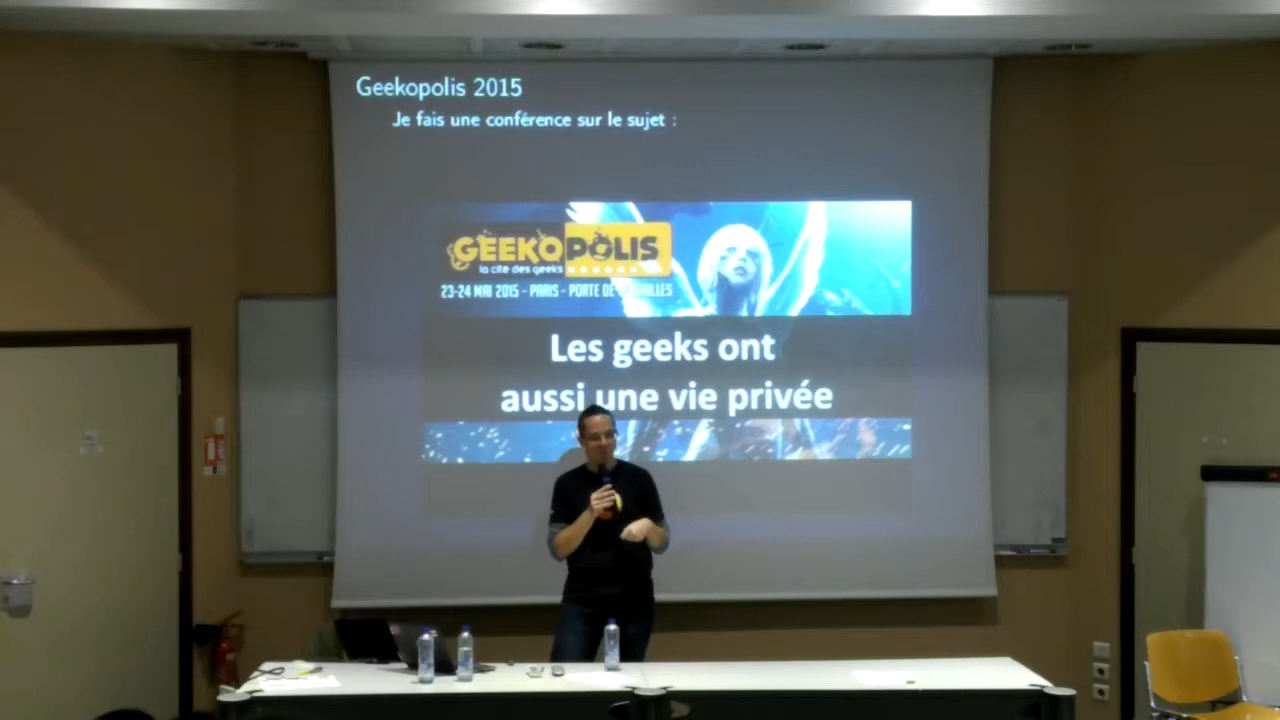 Geekopolis 2015
Je fais une conférence sur le sujet :
GEEKOPOLIS
la cité des geeks
23-24 MAI 2015 - PARIS - PORTE DE
Les geeks ont
aussi une vie privée